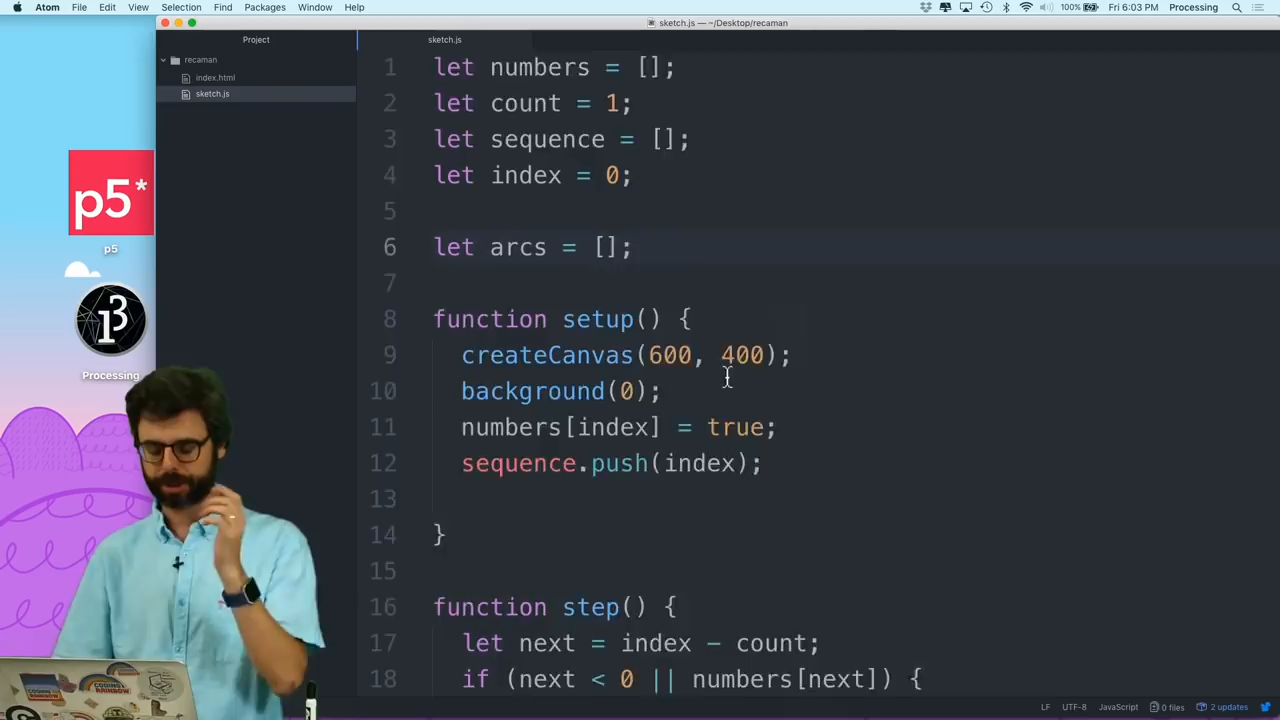 Atom File Edit View Selection Find Packages Window Help
100% Fri 6:03 PM Processing
sketch.js — ~/Desktop/recaman
Project
sketch.js
recaman
index.html
sketch.js
1 let numbers = [];
2 let count = 1;
3 let sequence = [];
4 let index = 0;
5
6 let arcs = [];
7
8 function setup() {
9 createCanvas(600, 400);
10 background(0);
11 numbers[index] = true;
12 sequence.push(index);
13
14 }
15
16 function step() {
17 let next = index - count;
18 if (next < 0 || numbers[next]) {
p5*
p5
Processing
CODING
RAINBOW
LF UTF-8 JavaScript 0 files 2 updates